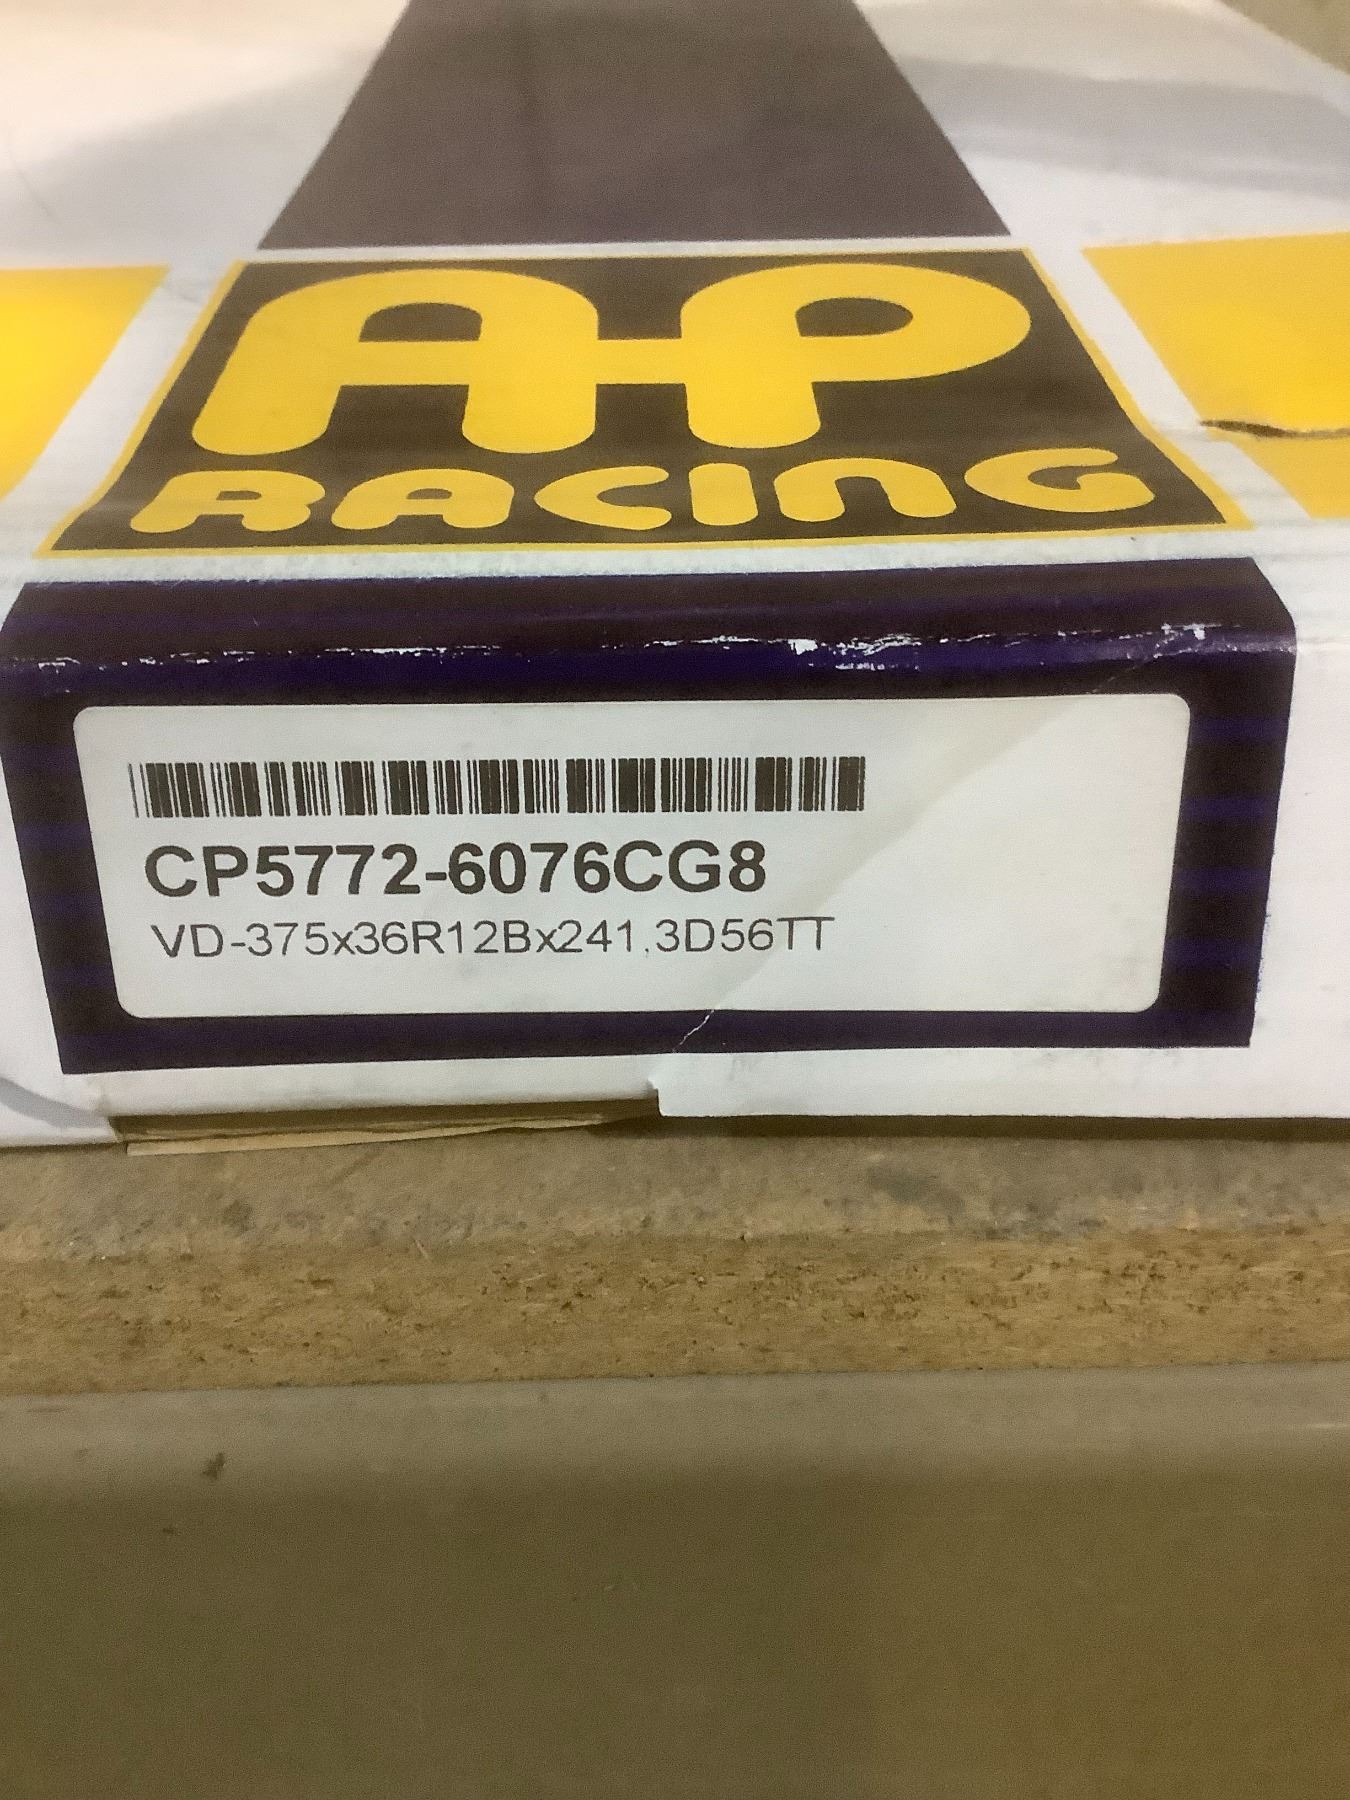 AP
RACING
CP5772-6076CG8
VD-375x36R12Bx241.3D56TT